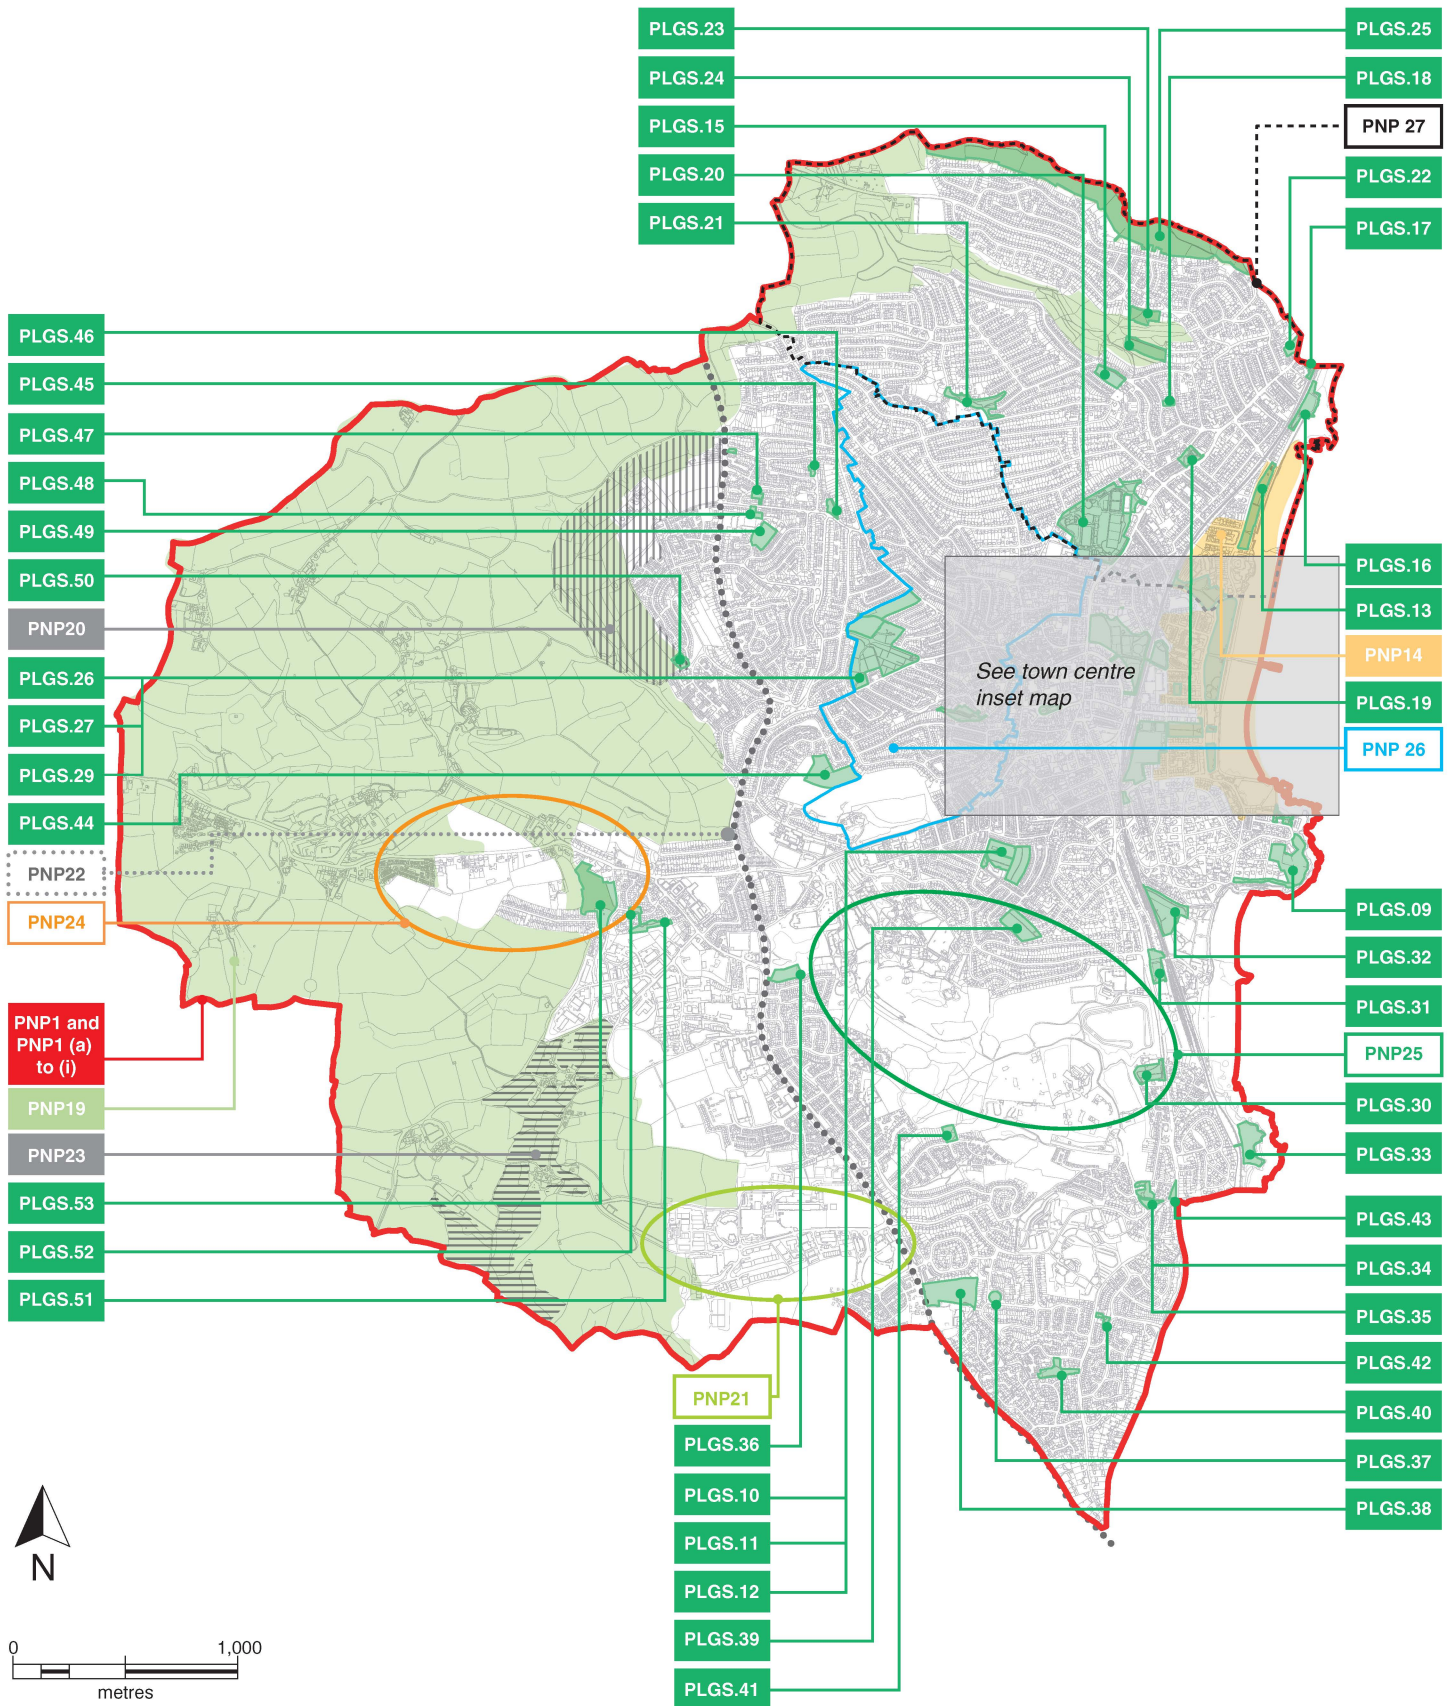 PLGS.23
PLGS.24
PLGS.15
PLGS.20
PLGS.21
PLGS.25
PLGS.18
PNP 27
PLGS.22
PLGS.17
PLGS.46
PLGS.45
PLGS.47
PLGS.48
PLGS.49
PLGS.50
PNP20
PLGS.26
PLGS.27
PLGS.29
PLGS.44
PNP22
PNP24
PNP1 and
PNP1 (a)
to (i)
PNP19
PNP23
PLGS.53
PLGS.52
PLGS.51
See town centre
inset map
PLGS.16
PLGS.13
PNP14
PLGS.19
PNP 26
PLGS.09
PLGS.32
PLGS.31
PNP25
PLGS.30
PLGS.33
PLGS.43
PLGS.34
PLGS.35
PLGS.42
PLGS.40
PLGS.37
PLGS.38
PNP21
PLGS.36
PLGS.10
PLGS.11
PLGS.12
PLGS.39
PLGS.41
N
0 1,000
metres